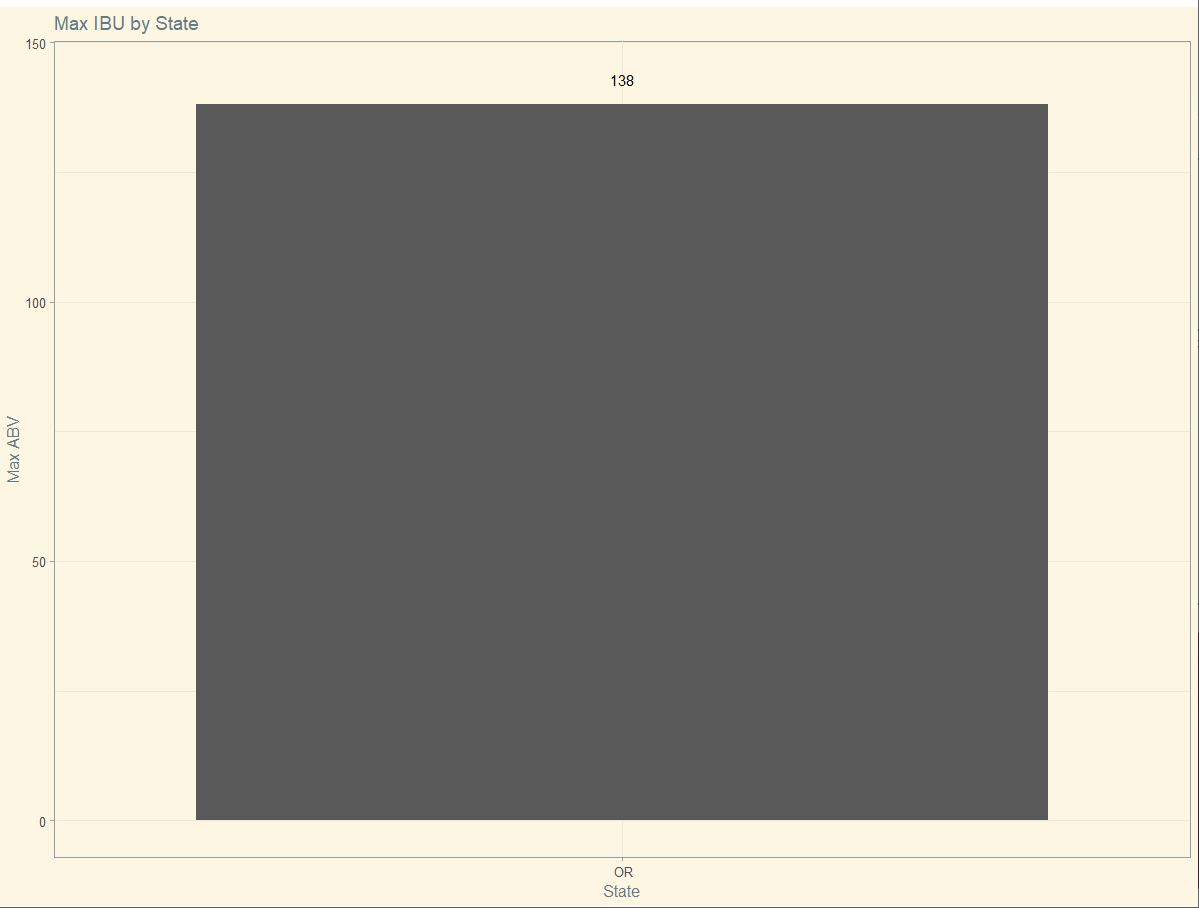 Max IBU by State
150
138
100
Max ABV
50
0
OR
State